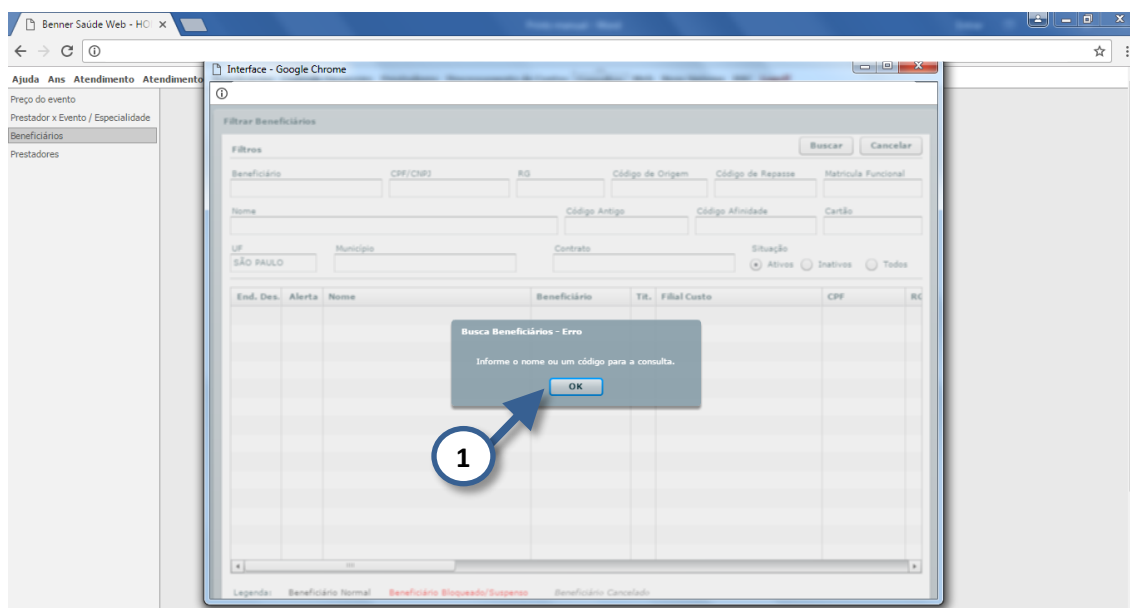 Benner Saúde Web - HO
Ajuda Ans Atendimento Atendimento
Preço do evento
Prestador x Evento / Especialidade
Beneficiários
Prestadores
Interface - Google Chrome
Filtrar Beneficiários
Filtros
Buscar Cancelar
Beneficiário CPF/CNPJ RG Código de Origem Código de Repasse Matricula Funcional
Nome Código Antigo Código Afinidade Cartão
UF Município Contrato Situação
SÃO PAULO Ativos Inativos Todos
End. Des. Alerta Nome Beneficiário Tit. Filial Custo CPF RG
Busca Beneficiários - Erro
Informe o nome ou um código para a consulta.
OK
1
Legenda: Beneficiário Normal Beneficiário Bloqueado/Suspenso Beneficiário Cancelado